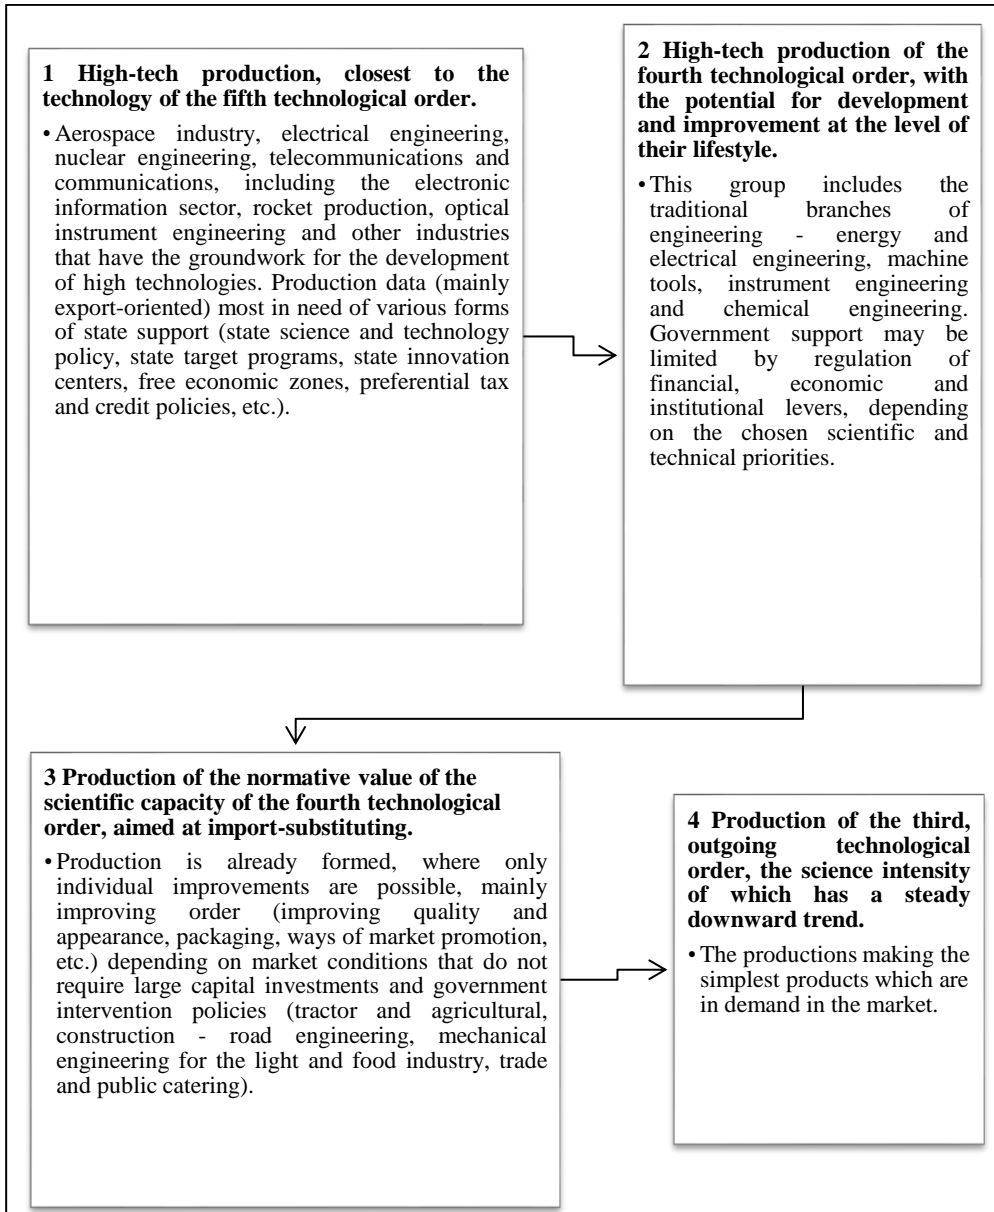 1 High-tech production, closest to the
technology of the fifth technological order.
• Aerospace industry, electrical engineering,
nuclear engineering, telecommunications and
communications, including the electronic
information sector, rocket production, optical
instrument engineering and other industries
that have the groundwork for the development
of high technologies. Production data (mainly
export-oriented) most in need of various forms
of state support (state science and technology
policy, state target programs, state innovation
centers, free economic zones, preferential tax
and credit policies, etc.).
2 High-tech production of the
fourth technological order, with
the potential for development
and improvement at the level of
their lifestyle.
• This group includes the
traditional branches of
engineering - energy and
electrical engineering, machine
tools, instrument engineering
and chemical engineering.
Government support may be
limited by regulation of
financial, economic and
institutional levers, depending
on the chosen scientific and
technical priorities.
3 Production of the normative value of the
scientific capacity of the fourth technological
order, aimed at import-substituting.
• Production is already formed, where only
individual improvements are possible, mainly
improving order (improving quality and
appearance, packaging, ways of market promotion,
etc.) depending on market conditions that do not
require large capital investments and government
intervention policies (tractor and agricultural,
construction - road engineering, mechanical
engineering for the light and food industry, trade
and public catering).
4 Production of the third,
outgoing technological
order, the science intensity
of which has a steady
downward trend.
• The productions making the
simplest products which are
in demand in the market.